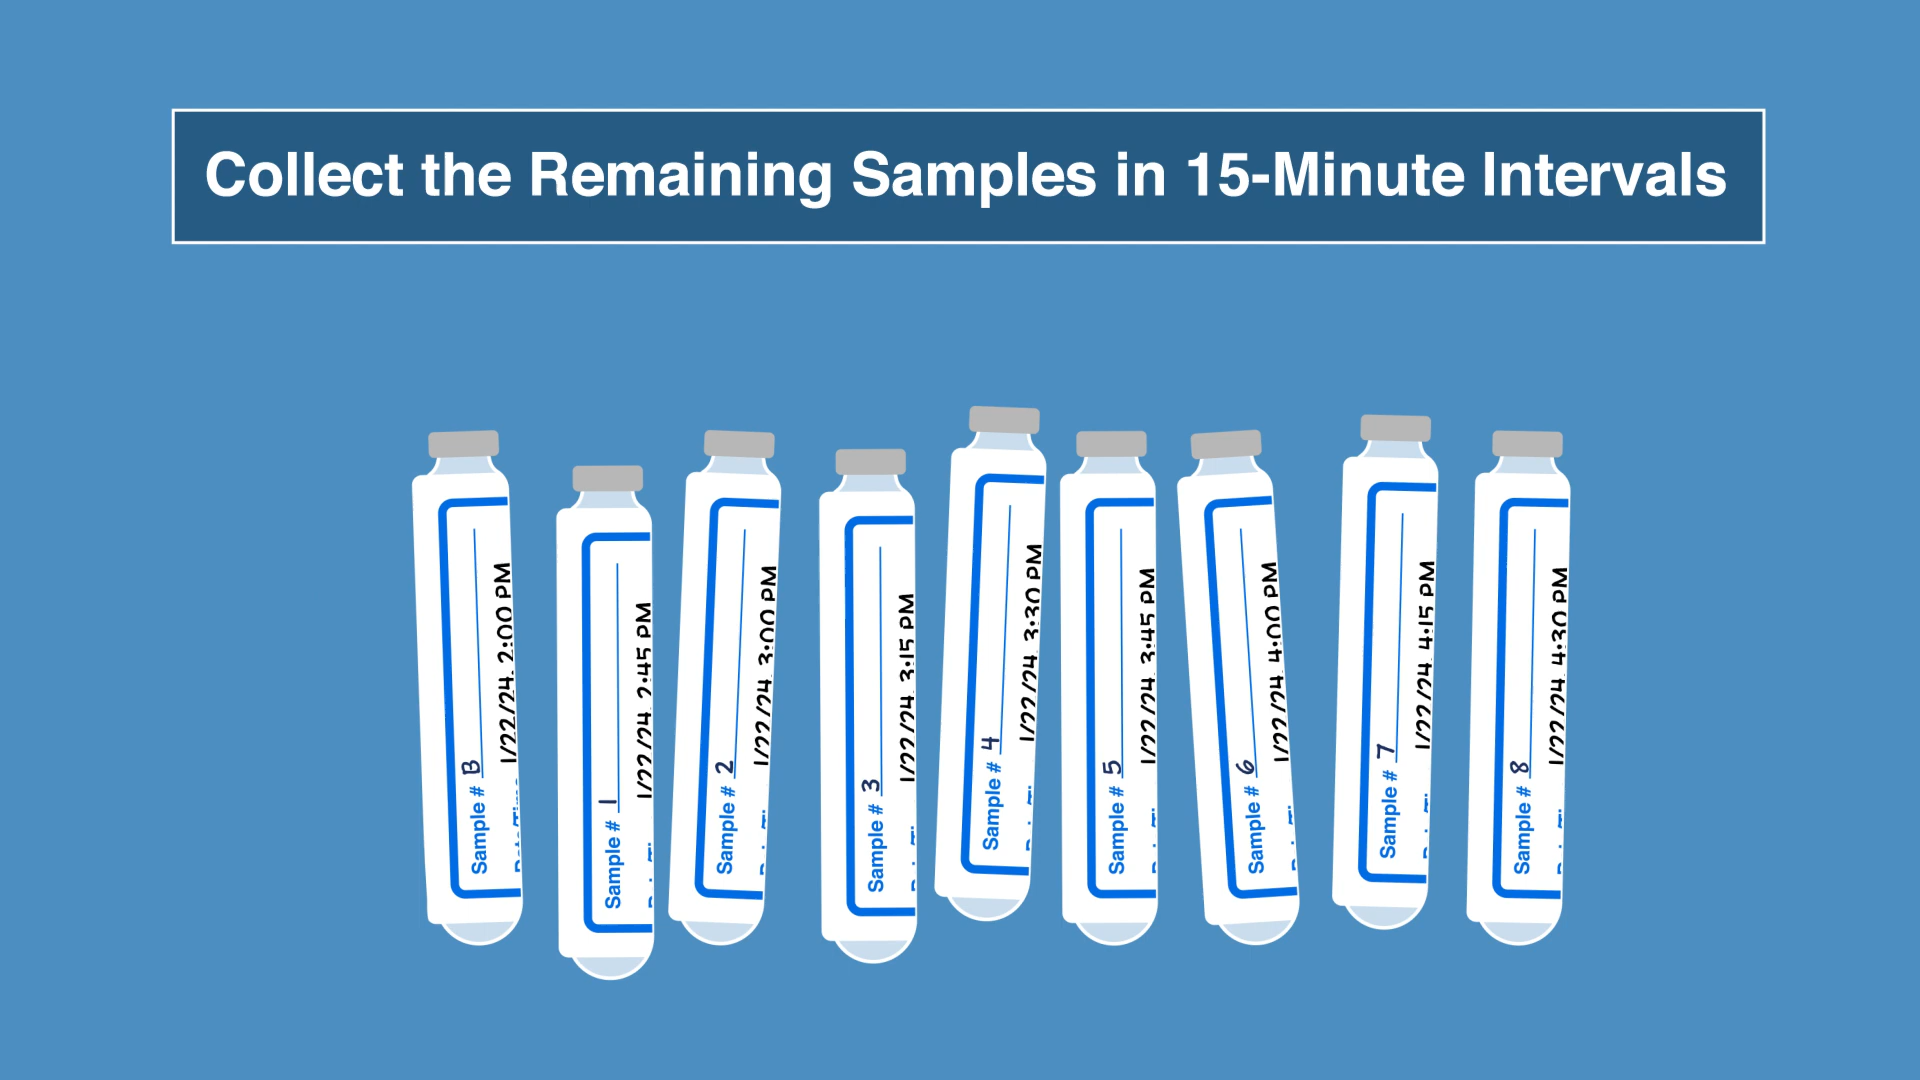 Collect the Remaining Samples in 15-Minute Intervals
Sample # B
1/22/24, 2:00 PM
Sample # 1
1/22/24, 2:45 PM
Sample # 2
1/22/24, 3:00 PM
Sample # 3
1/22/24, 3:15 PM
Sample # 4
1/22/24, 3:30 PM
Sample # 5
1/22/24, 3:45 PM
Sample # 6
1/22/24, 4:00 PM
Sample # 7
1/22/24, 4:15 PM
Sample # 8
1/22/24, 4:30 PM